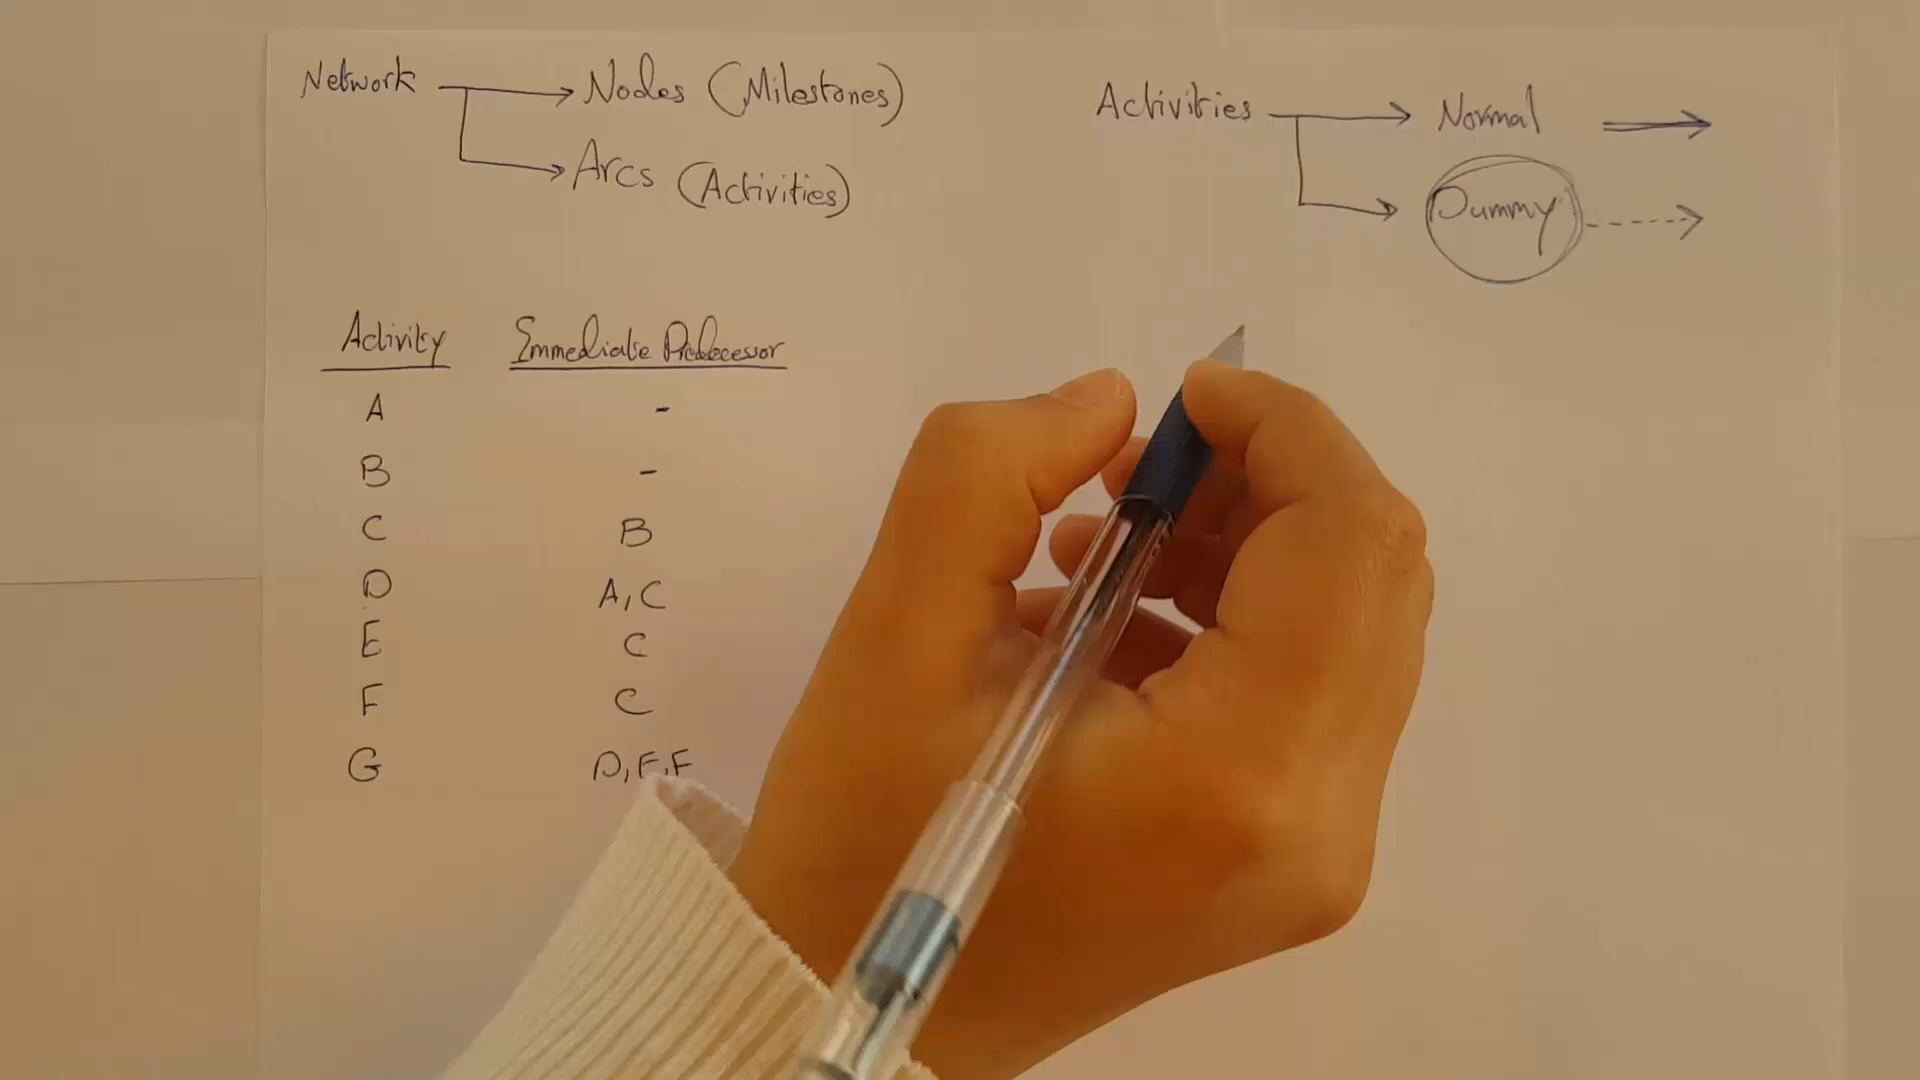 Network → Nodes (Milestones)
→ Arcs (Activities)
Activities → Normal
→ Dummy
Activity Immediate Predecessor
A -
B -
C B
D A, C
E C
F C
G D, E, F